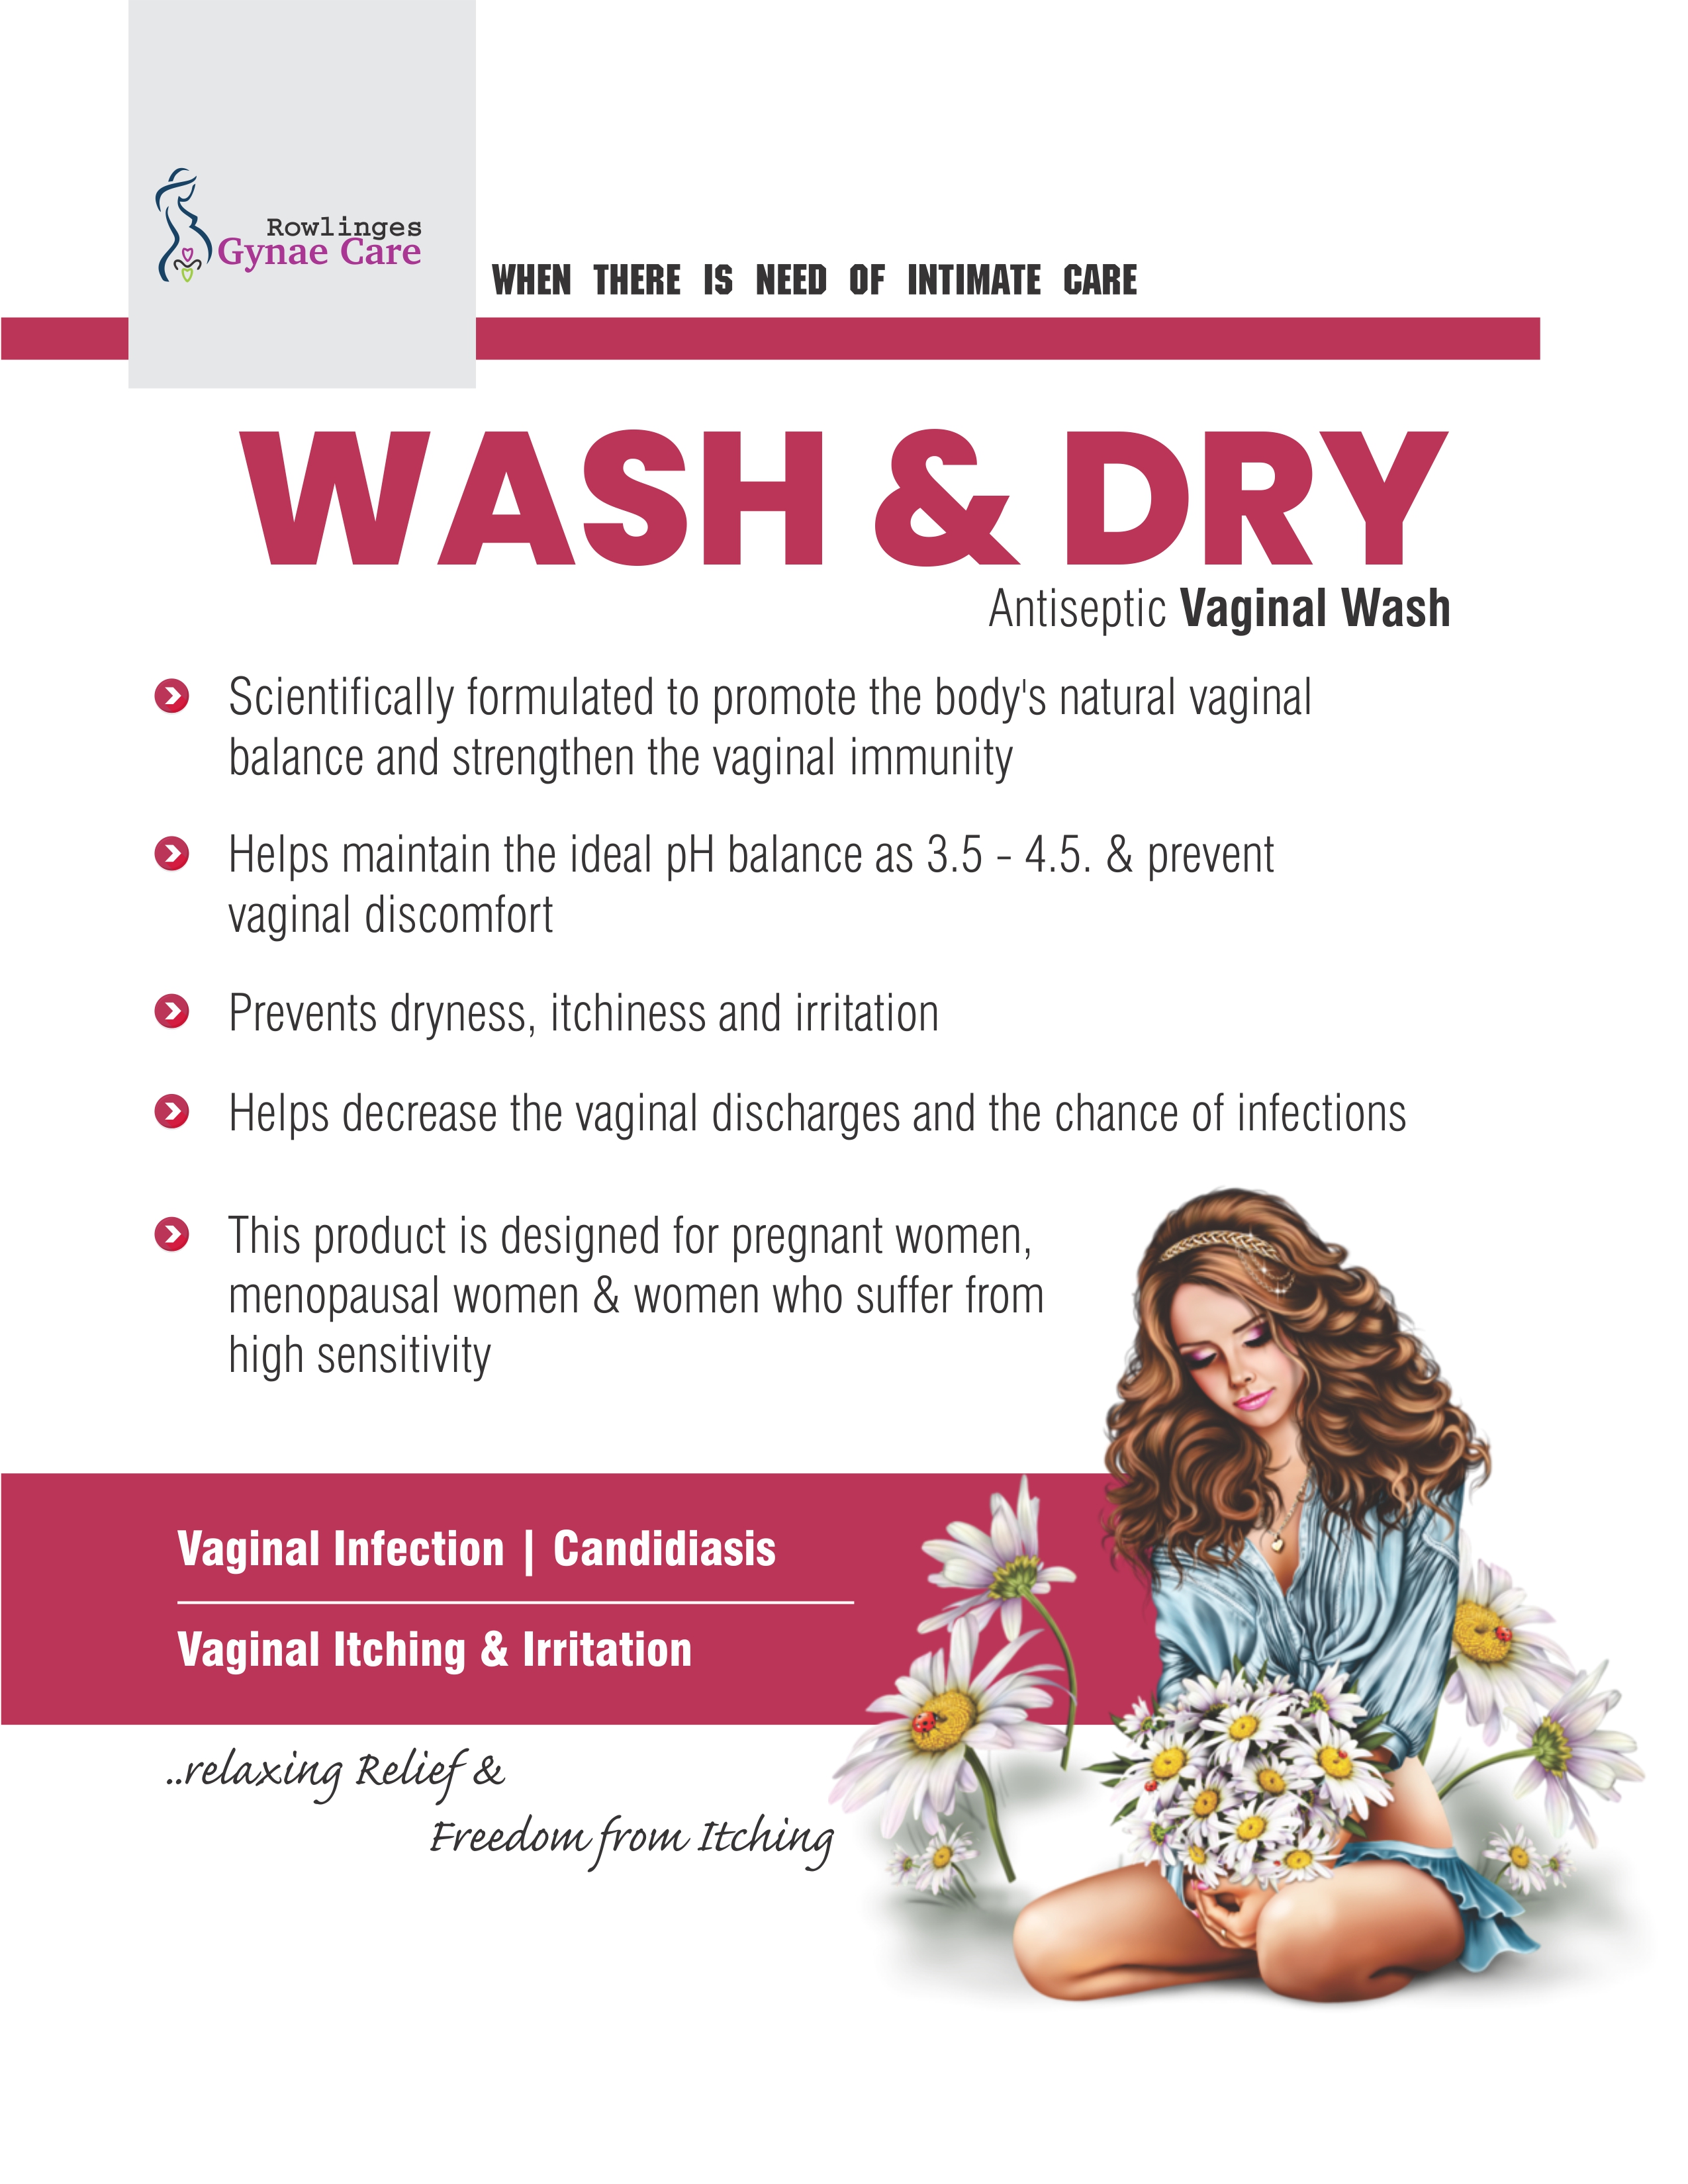 Rowlinges
Gynae Care
WHEN THERE IS NEED OF INTIMATE CARE
WASH & DRY
Antiseptic Vaginal Wash
Scientifically formulated to promote the body's natural vaginal
balance and strengthen the vaginal immunity
Helps maintain the ideal pH balance as 3.5 - 4.5. & prevent
vaginal discomfort
Prevents dryness, itchiness and irritation
Helps decrease the vaginal discharges and the chance of infections
This product is designed for pregnant women,
menopausal women & women who suffer from
high sensitivity
Vaginal Infection | Candidiasis
Vaginal Itching & Irritation
..relaxing Relief &
Freedom from Itching